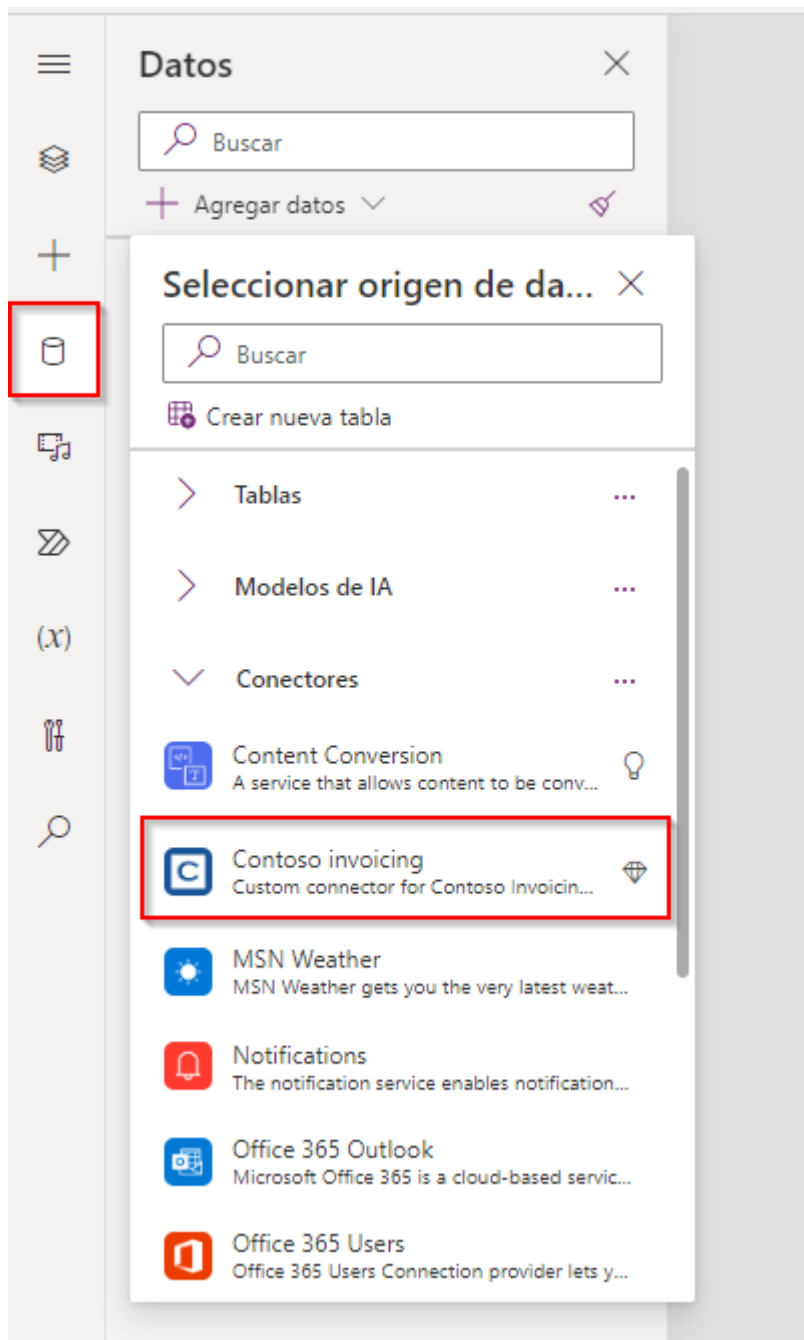 Datos
Buscar
Agregar datos
Seleccionar origen de da...
Buscar
Crear nueva tabla
Tablas
Modelos de IA
(x)
Conectores
Content Conversion
A service that allows content to be conv...
Contoso invoicing
Custom connector for Contoso Invoicin...
MSN Weather
MSN Weather gets you the very latest weat...
Notifications
The notification service enables notification...
Office 365 Outlook
Microsoft Office 365 is a cloud-based servic...
Office 365 Users
Office 365 Users Connection provider lets y...